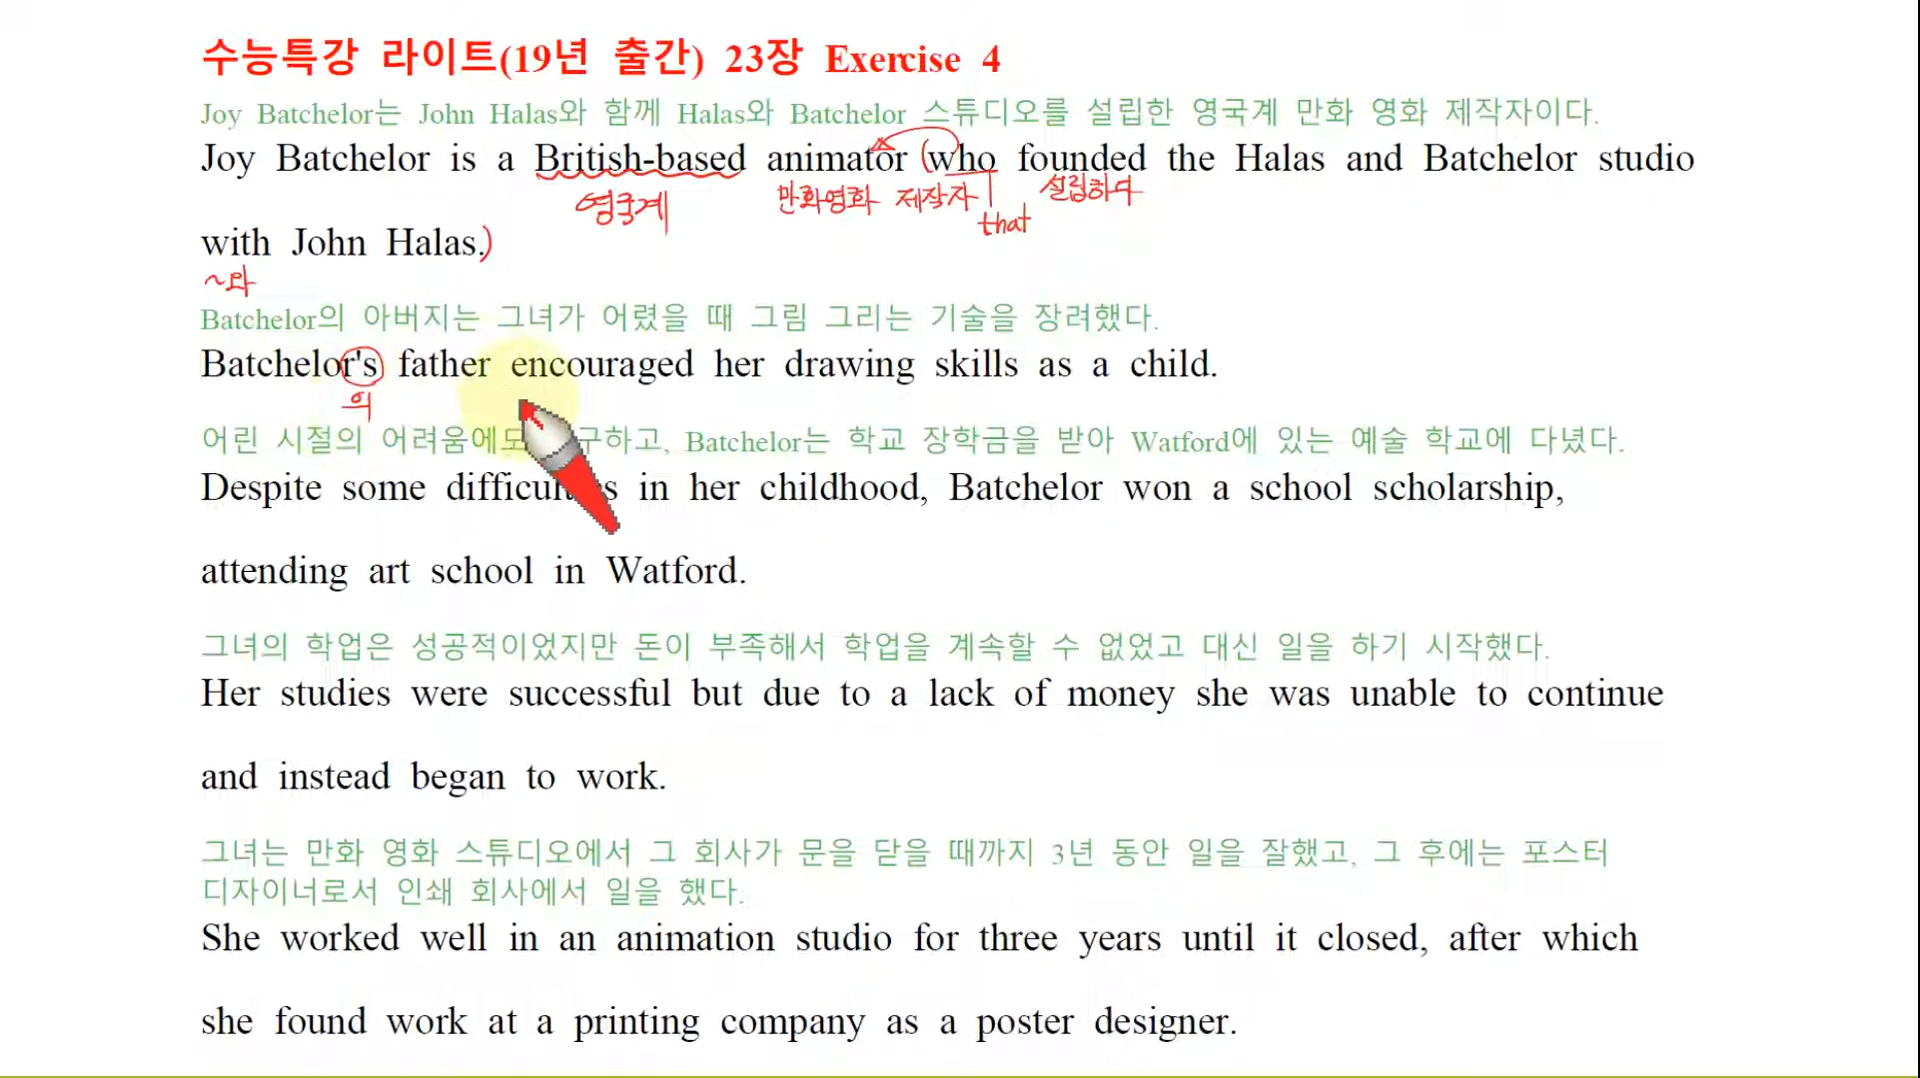 수능특강 라이트(19년 출간) 23장 Exercise 4
Joy Batchelor는 John Halas와 함께 Halas와 Batchelor 스튜디오를 설립한 영국계 만화 영화 제작자이다.
Joy Batchelor is a British-based animator (who founded the Halas and Batchelor studio
영국계 만화영화 제작자 that 설립하다
with John Halas.)
~와
Batchelor의 아버지는 그녀가 어렸을 때 그림 그리는 기술을 장려했다.
Batchelor's father encouraged her drawing skills as a child.
의
어린 시절의 어려움에도 구하고, Batchelor는 학교 장학금을 받아 Watford에 있는 예술 학교에 다녔다.
Despite some difficulties in her childhood, Batchelor won a school scholarship,
attending art school in Watford.
그녀의 학업은 성공적이었지만 돈이 부족해서 학업을 계속할 수 없었고 대신 일을 하기 시작했다.
Her studies were successful but due to a lack of money she was unable to continue
and instead began to work.
그녀는 만화 영화 스튜디오에서 그 회사가 문을 닫을 때까지 3년 동안 일을 잘했고, 그 후에는 포스터
디자이너로서 인쇄 회사에서 일을 했다.
She worked well in an animation studio for three years until it closed, after which
she found work at a printing company as a poster designer.